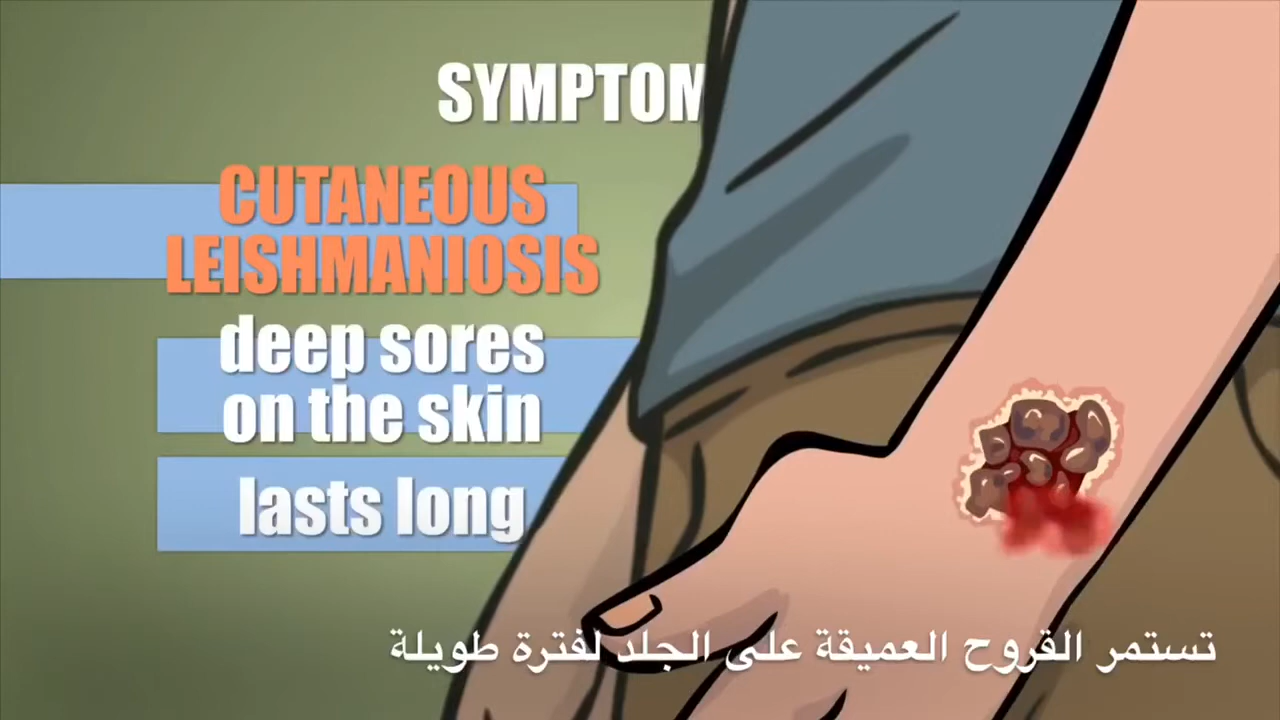 SYMPTOM
CUTANEOUS
LEISHMANIOSIS
deep sores
on the skin
lasts long
تستمر القروح العميقة على الجلد لفترة طويلة